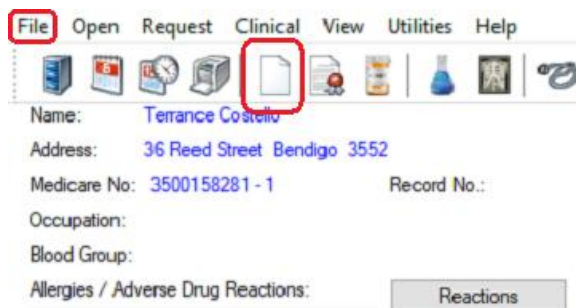 File Open Request Clinical View Utilities Help
Name: Terrance Costello
Address: 36 Reed Street Bendigo 3552
Medicare No: 3500158281 - 1 Record No.:
Occupation:
Blood Group:
Allergies / Adverse Drug Reactions: Reactions